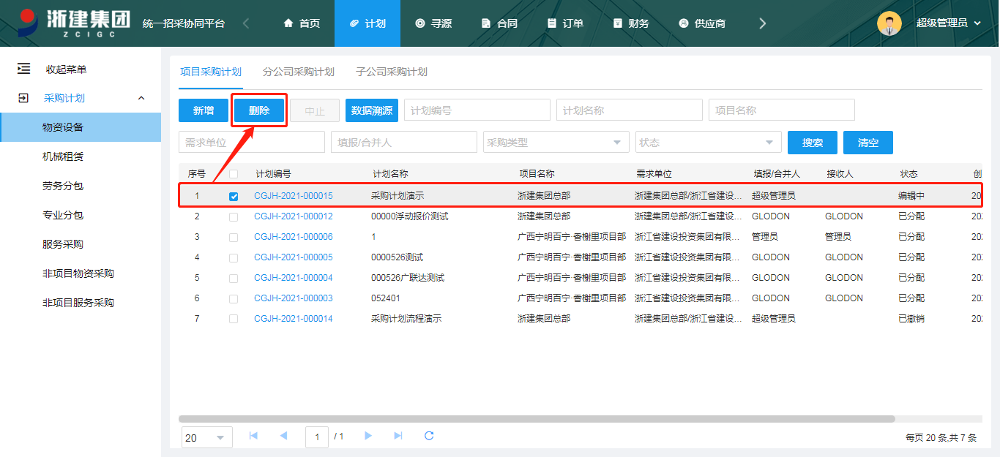 浙建集团 ZCIGC 统一招采协同平台 首页 计划 寻源 合同 订单 财务 供应商 超级管理员
收起菜单
采购计划
物资设备
机械租赁
劳务分包
专业分包
服务采购
非项目物资采购
非项目服务采购
项目采购计划 分公司采购计划 子公司采购计划
新增 删除 中止 数据溯源 计划编号 计划名称 项目名称
需求单位 填报/合并人 采购类型 状态 搜索 清空
序号 计划编号 计划名称 项目名称 需求单位 填报/合并人 接收人 状态 创
1 CGJH-2021-000015 采购计划演示 浙建集团总部 浙建集团总部/浙江省建设... 超级管理员 编辑中 20
2 CGJH-2021-000012 00000浮动报价测试 浙建集团总部 浙建集团总部/浙江省建设... GLODON GLODON 已分配 20
3 CGJH-2021-000006 1 广西宁明百宁·香榭里项目部 浙江省建设投资集团有限... 管理员 管理员 已分配 20
4 CGJH-2021-000005 0000526测试 广西宁明百宁·香榭里项目部 浙江省建设投资集团有限... GLODON GLODON 已分配 20
5 CGJH-2021-000004 000526广联达测试 广西宁明百宁·香榭里项目部 浙江省建设投资集团有限... GLODON GLODON 已分配 20
6 CGJH-2021-000003 052401 广西宁明百宁·香榭里项目部 浙江省建设投资集团有限... GLODON GLODON 已分配 20
7 CGJH-2021-000014 采购计划流程演示 浙建集团总部 浙建集团总部/浙江省建设... 超级管理员 已撤销 20
20 1 / 1 每页 20 条,共 7 条